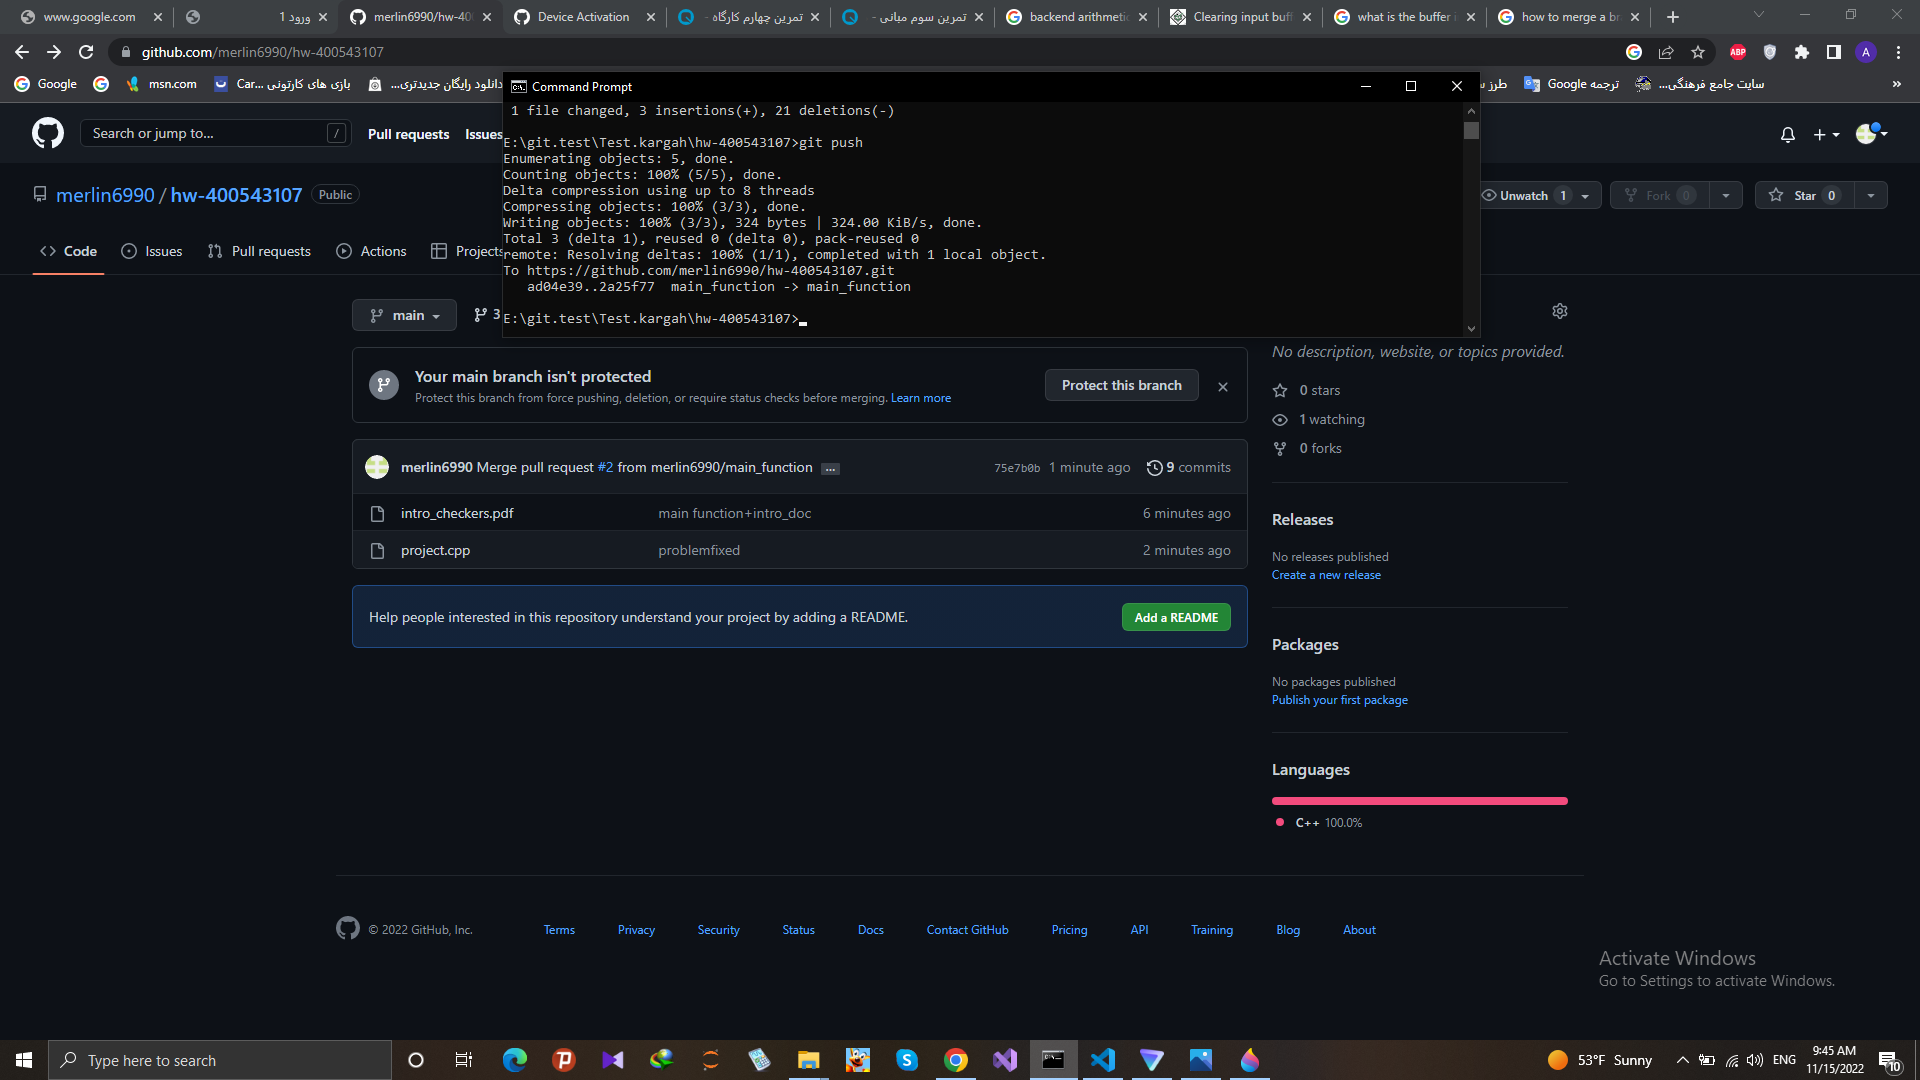 www.google.com
ورود 1
merlin6990/hw-40
Device Activation
تمرین چهارم کارگاه -
تمرین سوم مبانی -
backend arithmetic
Clearing input buff
what is the buffer i
how to merge a br
github.com/merlin6990/hw-400543107
ABP
A
Google
msn.com
Car... بازی های کارتونی
دانلود رایگان جدیدتری...
طرز
ترجمه Google
سایت جامع فرهنگی...
»
Command Prompt
1 file changed, 3 insertions(+), 21 deletions(-)
E:\git.test\Test.kargah\hw-400543107>git push
Enumerating objects: 5, done.
Counting objects: 100% (5/5), done.
Delta compression using up to 8 threads
Compressing objects: 100% (3/3), done.
Writing objects: 100% (3/3), 324 bytes | 324.00 KiB/s, done.
Total 3 (delta 1), reused 0 (delta 0), pack-reused 0
remote: Resolving deltas: 100% (1/1), completed with 1 local object.
To https://github.com/merlin6990/hw-400543107.git
ad04e39..2a25f77  main_function -> main_function
E:\git.test\Test.kargah\hw-400543107>
Search or jump to...
/
Pull requests
Issues
merlin6990 / hw-400543107
Public
Unwatch 1
Fork 0
Star 0
Code
Issues
Pull requests
Actions
Projects
main
3
No description, website, or topics provided.
Your main branch isn't protected
Protect this branch from force pushing, deletion, or require status checks before merging. Learn more
Protect this branch
0 stars
1 watching
0 forks
merlin6990 Merge pull request #2 from merlin6990/main_function ...
75e7b0b 1 minute ago
9 commits
intro_checkers.pdf
main function+intro_doc
6 minutes ago
project.cpp
problemfixed
2 minutes ago
Help people interested in this repository understand your project by adding a README.
Add a README
Releases
No releases published
Create a new release
Packages
No packages published
Publish your first package
Languages
C++ 100.0%
© 2022 GitHub, Inc.
Terms
Privacy
Security
Status
Docs
Contact GitHub
Pricing
API
Training
Blog
About
Activate Windows
Go to Settings to activate Windows.
Type here to search
53°F Sunny
ENG
9:45 AM
11/15/2022
10